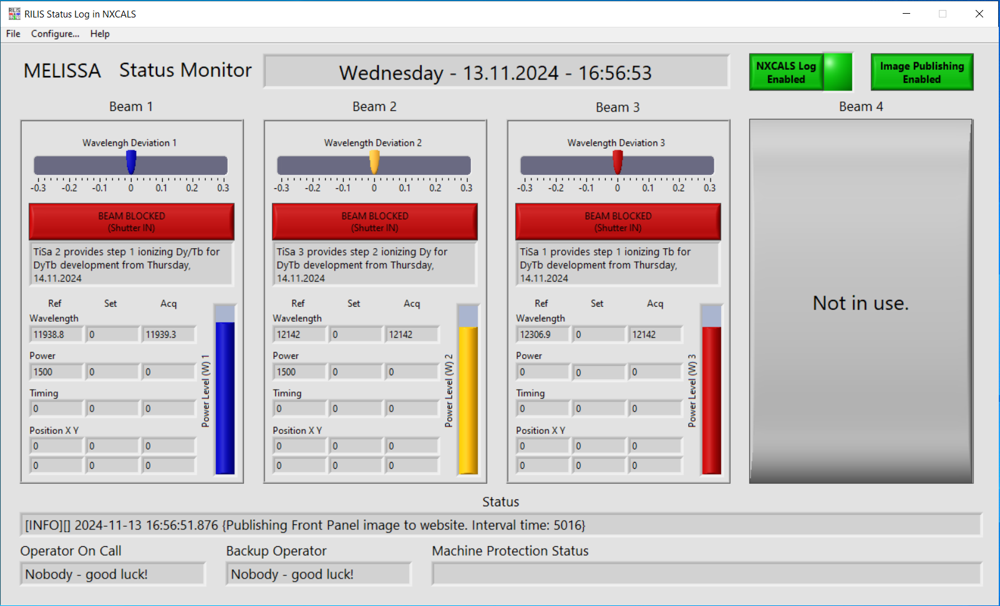 RILIS Status Log in NXCALS
File Configure... Help
MELISSA Status Monitor
Wednesday - 13.11.2024 - 16:56:53
NXCALS Log
Enabled
Image Publishing
Enabled
Beam 1
Wavelengh Deviation 1
-0.3 -0.2 -0.1 0 0.1 0.2 0.3
BEAM BLOCKED
(Shutter IN)
TiSa 2 provides step 1 ionizing Dy/Tb for
DyTb development from Thursday,
14.11.2024
Ref Set Acq
Wavelength
11938.8 0 11939.3
Power
1500 0 0
Timing
0 0 0
Position X Y
0 0 0
0 0 0
Power Level (W) 1
Beam 2
Wavelength Deviation 2
-0.3 -0.2 -0.1 0 0.1 0.2 0.3
BEAM BLOCKED
(Shutter IN)
TiSa 3 provides step 2 ionizing Dy for
DyTb development from Thursday,
14.11.2024
Ref Set Acq
Wavelength
12142 0 12142
Power
1500 0 0
Timing
0 0 0
Position X Y
0 0 0
0 0 0
Power Level (W) 2
Beam 3
Wavelength Deviation 3
-0.3 -0.2 -0.1 0 0.1 0.2 0.3
BEAM BLOCKED
(Shutter IN)
TiSa 1 provides step 1 ionizing Tb for
DyTb development from Thursday,
14.11.2024
Ref Set Acq
Wavelength
12306.9 0 12142
Power
0 0 0
Timing
0 0 0
Position X Y
0 0 0
0 0 0
Power Level (W) 3
Beam 4
Not in use.
Status
[INFO][] 2024-11-13 16:56:51.876 {Publishing Front Panel image to website. Interval time: 5016}
Operator On Call
Nobody - good luck!
Backup Operator
Nobody - good luck!
Machine Protection Status